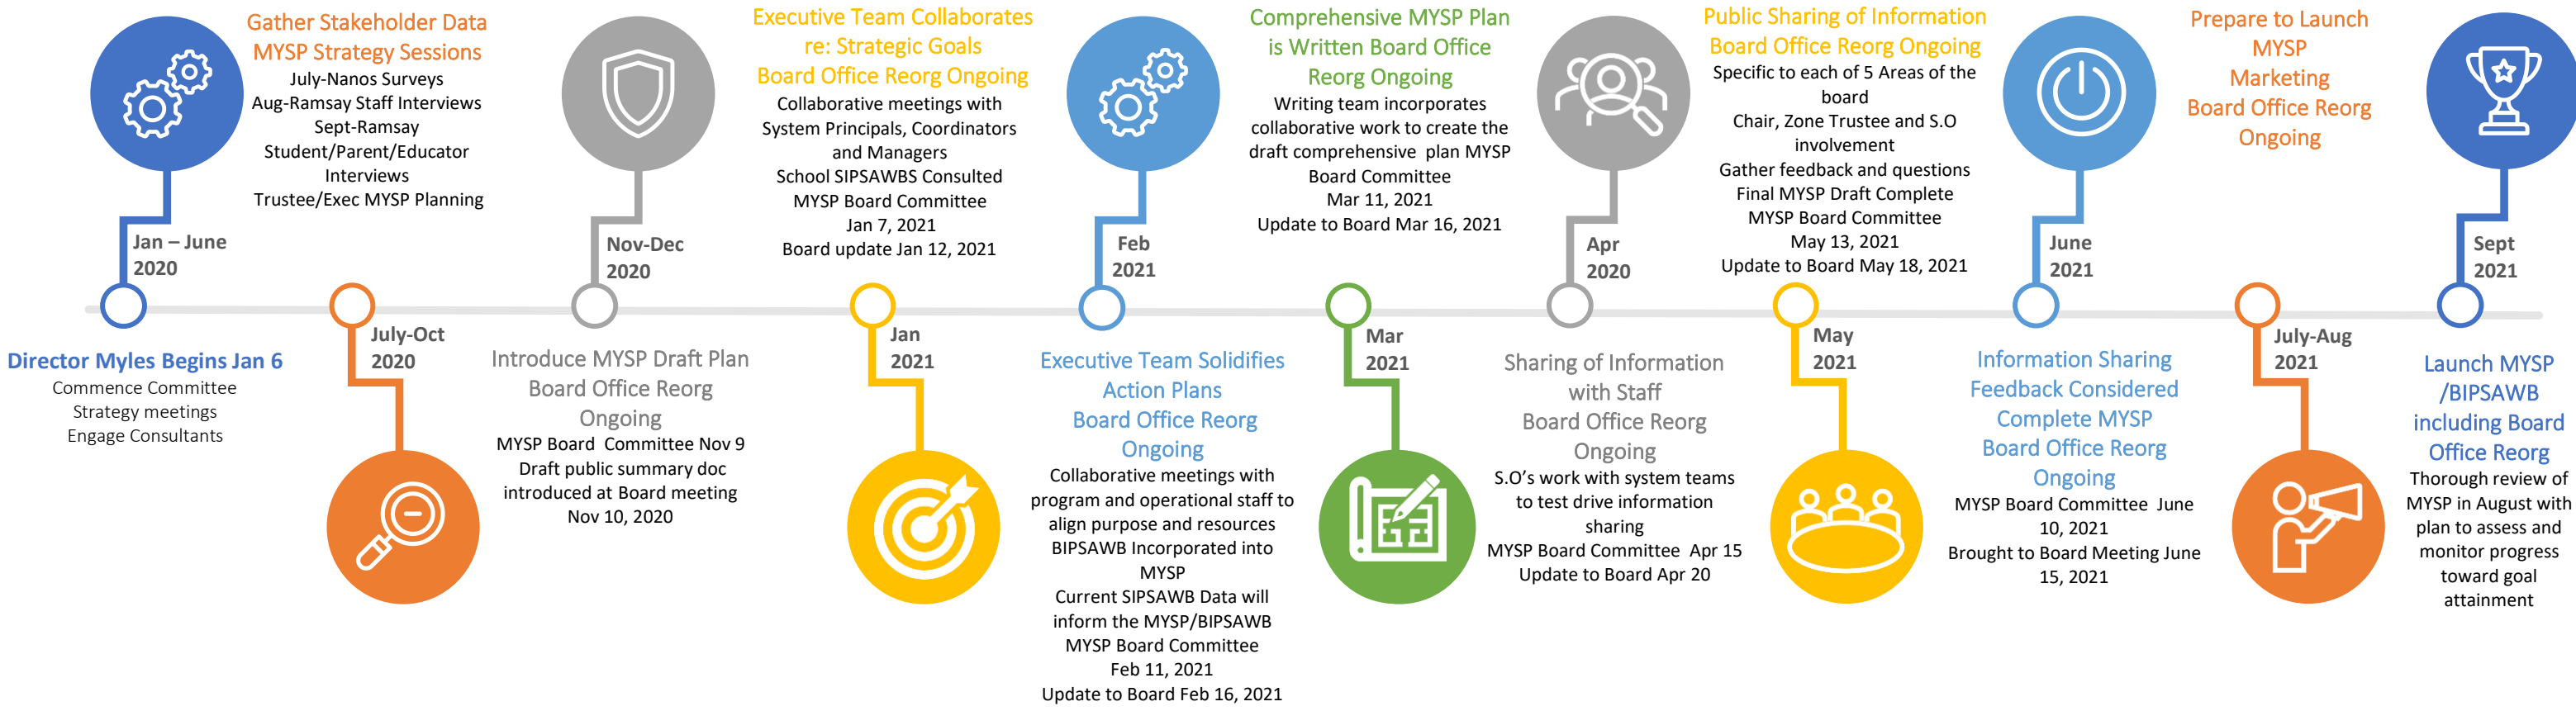 Jan – June
2020
Director Myles Begins Jan 6
Commence Committee
Strategy meetings
Engage Consultants
Gather Stakeholder Data
MYSP Strategy Sessions
July-Nanos Surveys
Aug-Ramsay Staff Interviews
Sept-Ramsay
Student/Parent/Educator
Interviews
Trustee/Exec MYSP Planning
July-Oct
2020
Nov-Dec
2020
Introduce MYSP Draft Plan
Board Office Reorg
Ongoing
MYSP Board Committee Nov 9
Draft public summary doc
introduced at Board meeting
Nov 10, 2020
Executive Team Collaborates
re: Strategic Goals
Board Office Reorg Ongoing
Collaborative meetings with
System Principals, Coordinators
and Managers
School SIPSAWBS Consulted
MYSP Board Committee
Jan 7, 2021
Board update Jan 12, 2021
Jan
2021
Feb
2021
Executive Team Solidifies
Action Plans
Board Office Reorg
Ongoing
Collaborative meetings with
program and operational staff to
align purpose and resources
BIPSAWB Incorporated into
MYSP
Current SIPSAWB Data will
inform the MYSP/BIPSAWB
MYSP Board Committee
Feb 11, 2021
Update to Board Feb 16, 2021
Comprehensive MYSP Plan
is Written Board Office
Reorg Ongoing
Writing team incorporates
collaborative work to create the
draft comprehensive plan MYSP
Board Committee
Mar 11, 2021
Update to Board Mar 16, 2021
Mar
2021
Apr
2020
Sharing of Information
with Staff
Board Office Reorg
Ongoing
S.O's work with system teams
to test drive information
sharing
MYSP Board Committee Apr 15
Update to Board Apr 20
Public Sharing of Information
Board Office Reorg Ongoing
Specific to each of 5 Areas of the
board
Chair, Zone Trustee and S.O
involvement
Gather feedback and questions
Final MYSP Draft Complete
MYSP Board Committee
May 13, 2021
Update to Board May 18, 2021
May
2021
June
2021
Information Sharing
Feedback Considered
Complete MYSP
Board Office Reorg
Ongoing
MYSP Board Committee June
10, 2021
Brought to Board Meeting June
15, 2021
Prepare to Launch
MYSP
Marketing
Board Office Reorg
Ongoing
July-Aug
2021
Sept
2021
Launch MYSP
/BIPSAWB
including Board
Office Reorg
Thorough review of
MYSP in August with
plan to assess and
monitor progress
toward goal
attainment